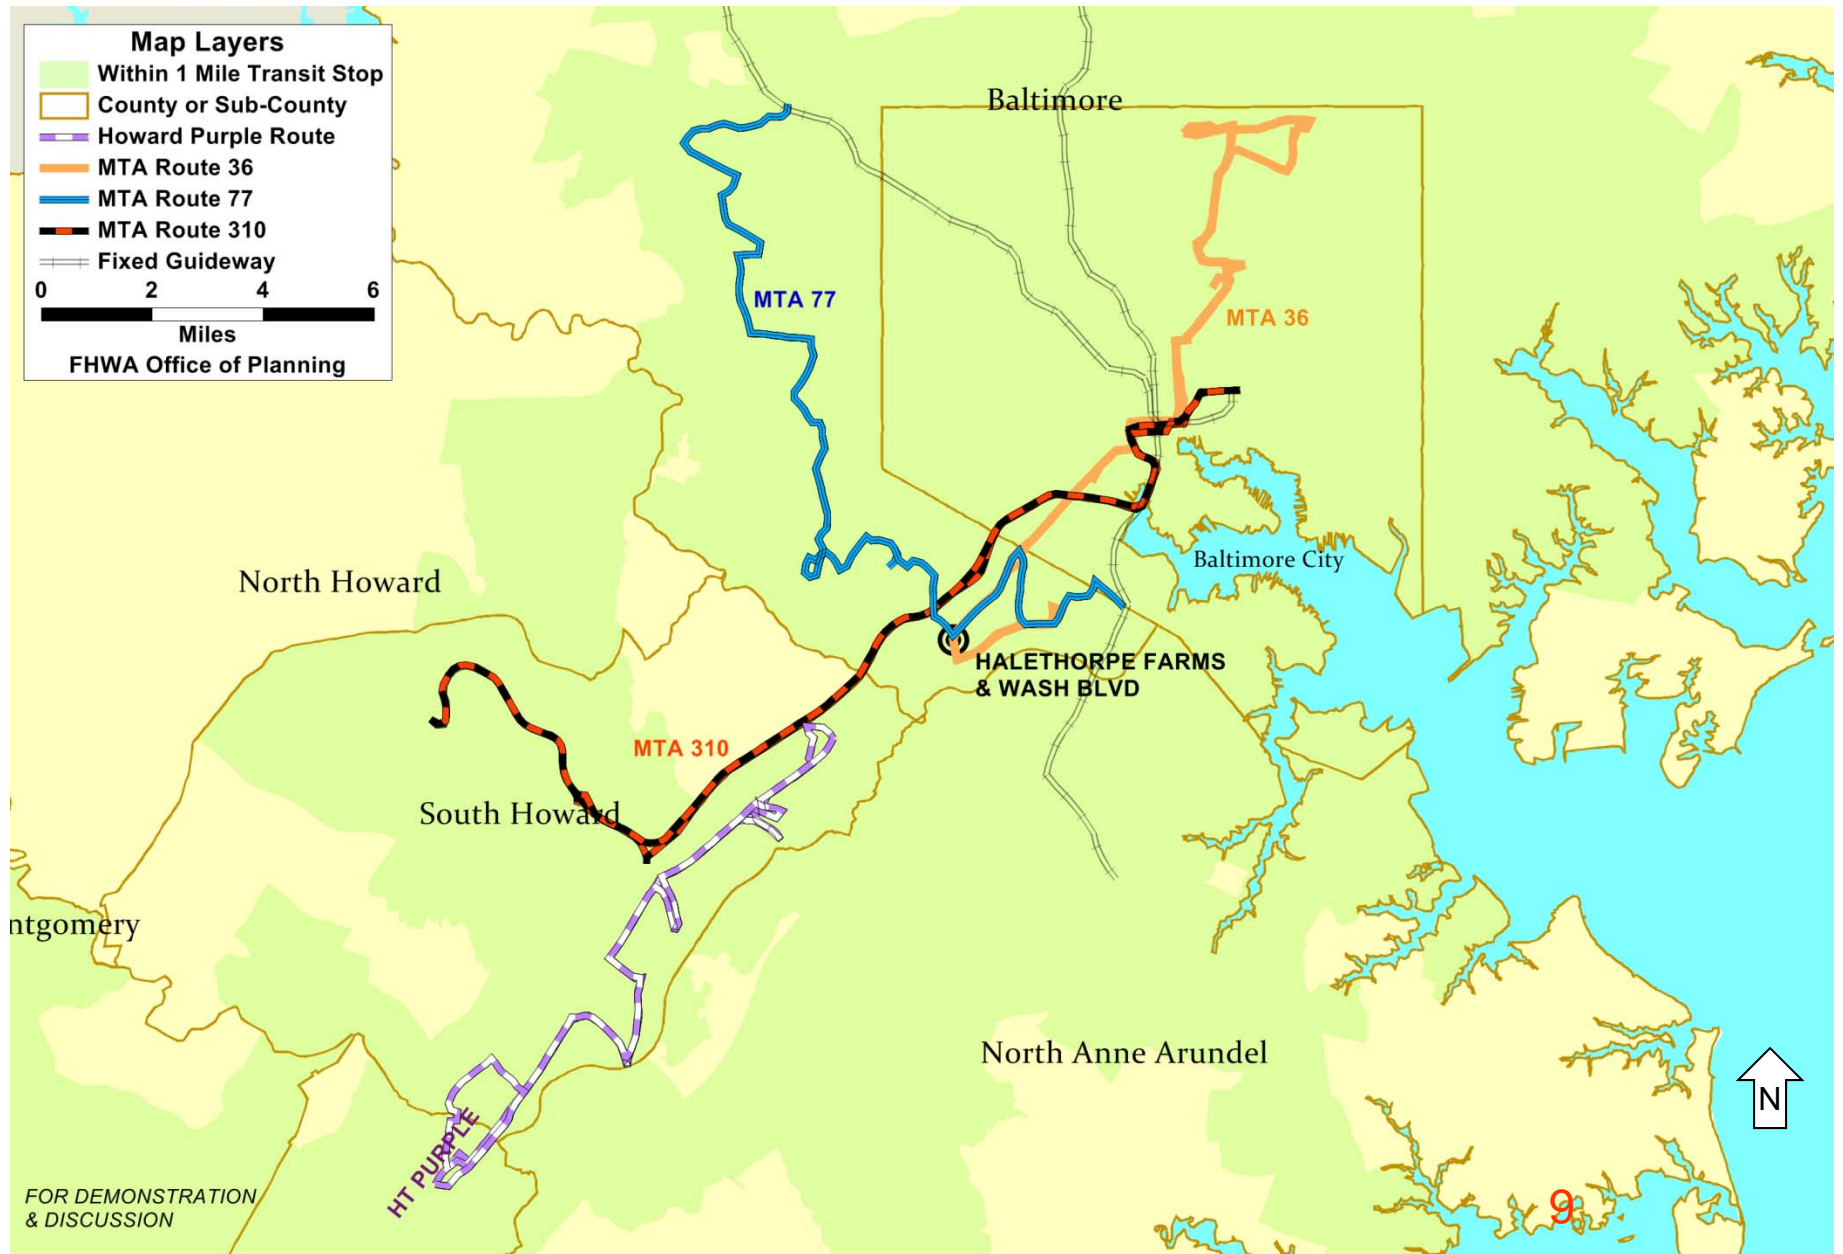 Map Layers
Within 1 Mile Transit Stop
County or Sub-County
Howard Purple Route
MTA Route 36
MTA Route 77
MTA Route 310
Fixed Guideway
0 2 4 6
Miles
FHWA Office of Planning
Baltimore
MTA 77
MTA 36
Baltimore City
North Howard
HALETHORPE FARMS
& WASH BLVD
MTA 310
South Howard
ntgomery
North Anne Arundel
N
HT PURPLE
FOR DEMONSTRATION
& DISCUSSION
9